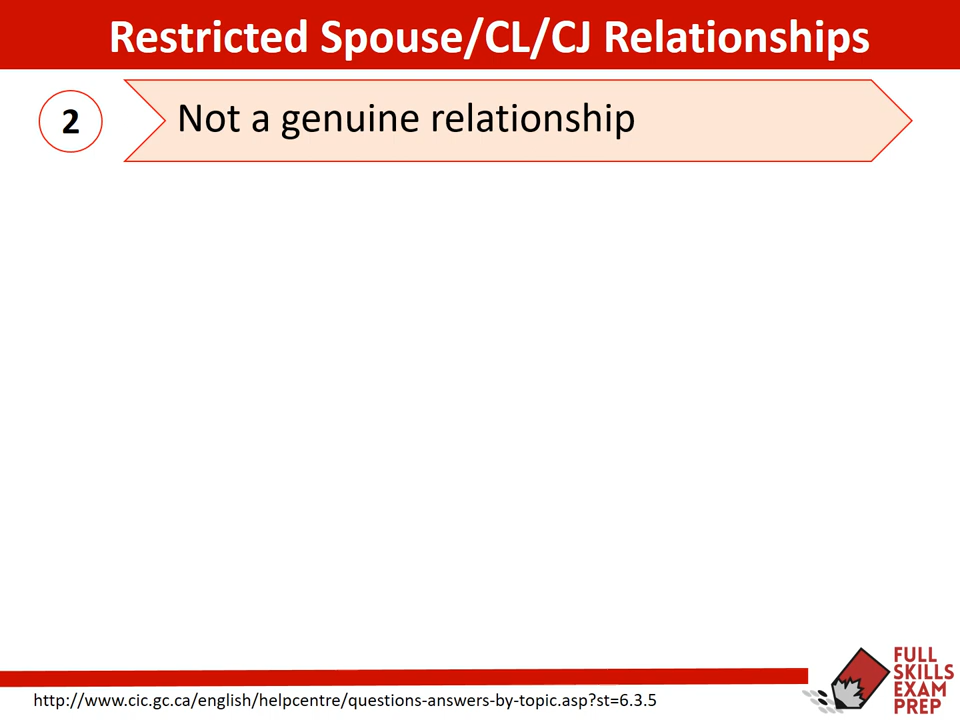 Restricted Spouse/CL/CJ Relationships
2
Not a genuine relationship
http://www.cic.gc.ca/english/helpcentre/questions-answers-by-topic.asp?st=6.3.5
FULL
SKILLS
EXAM
PREP